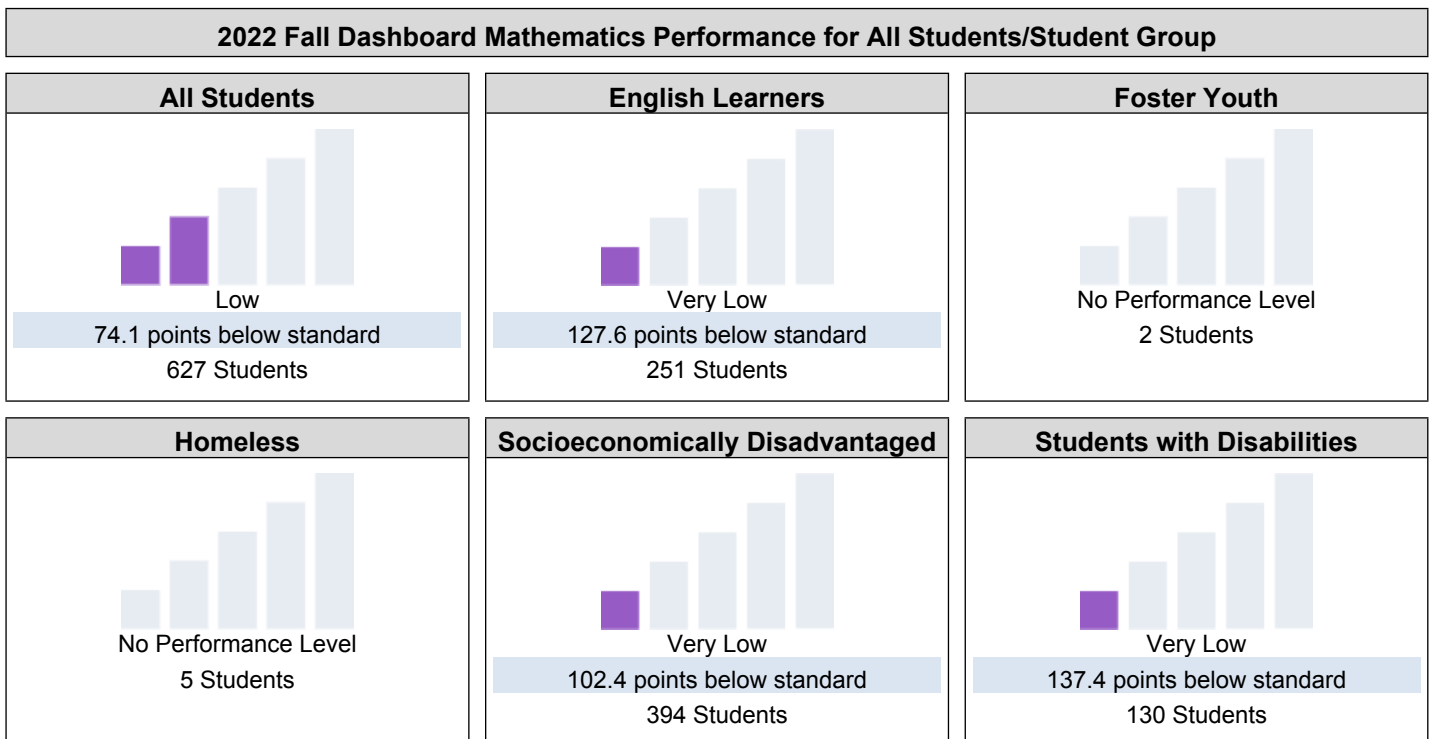 2022 Fall Dashboard Mathematics Performance for All Students/Student Group
All Students
Low
74.1 points below standard
627 Students
English Learners
Very Low
127.6 points below standard
251 Students
Foster Youth
No Performance Level
2 Students
Homeless
No Performance Level
5 Students
Socioeconomically Disadvantaged
Very Low
102.4 points below standard
394 Students
Students with Disabilities
Very Low
137.4 points below standard
130 Students